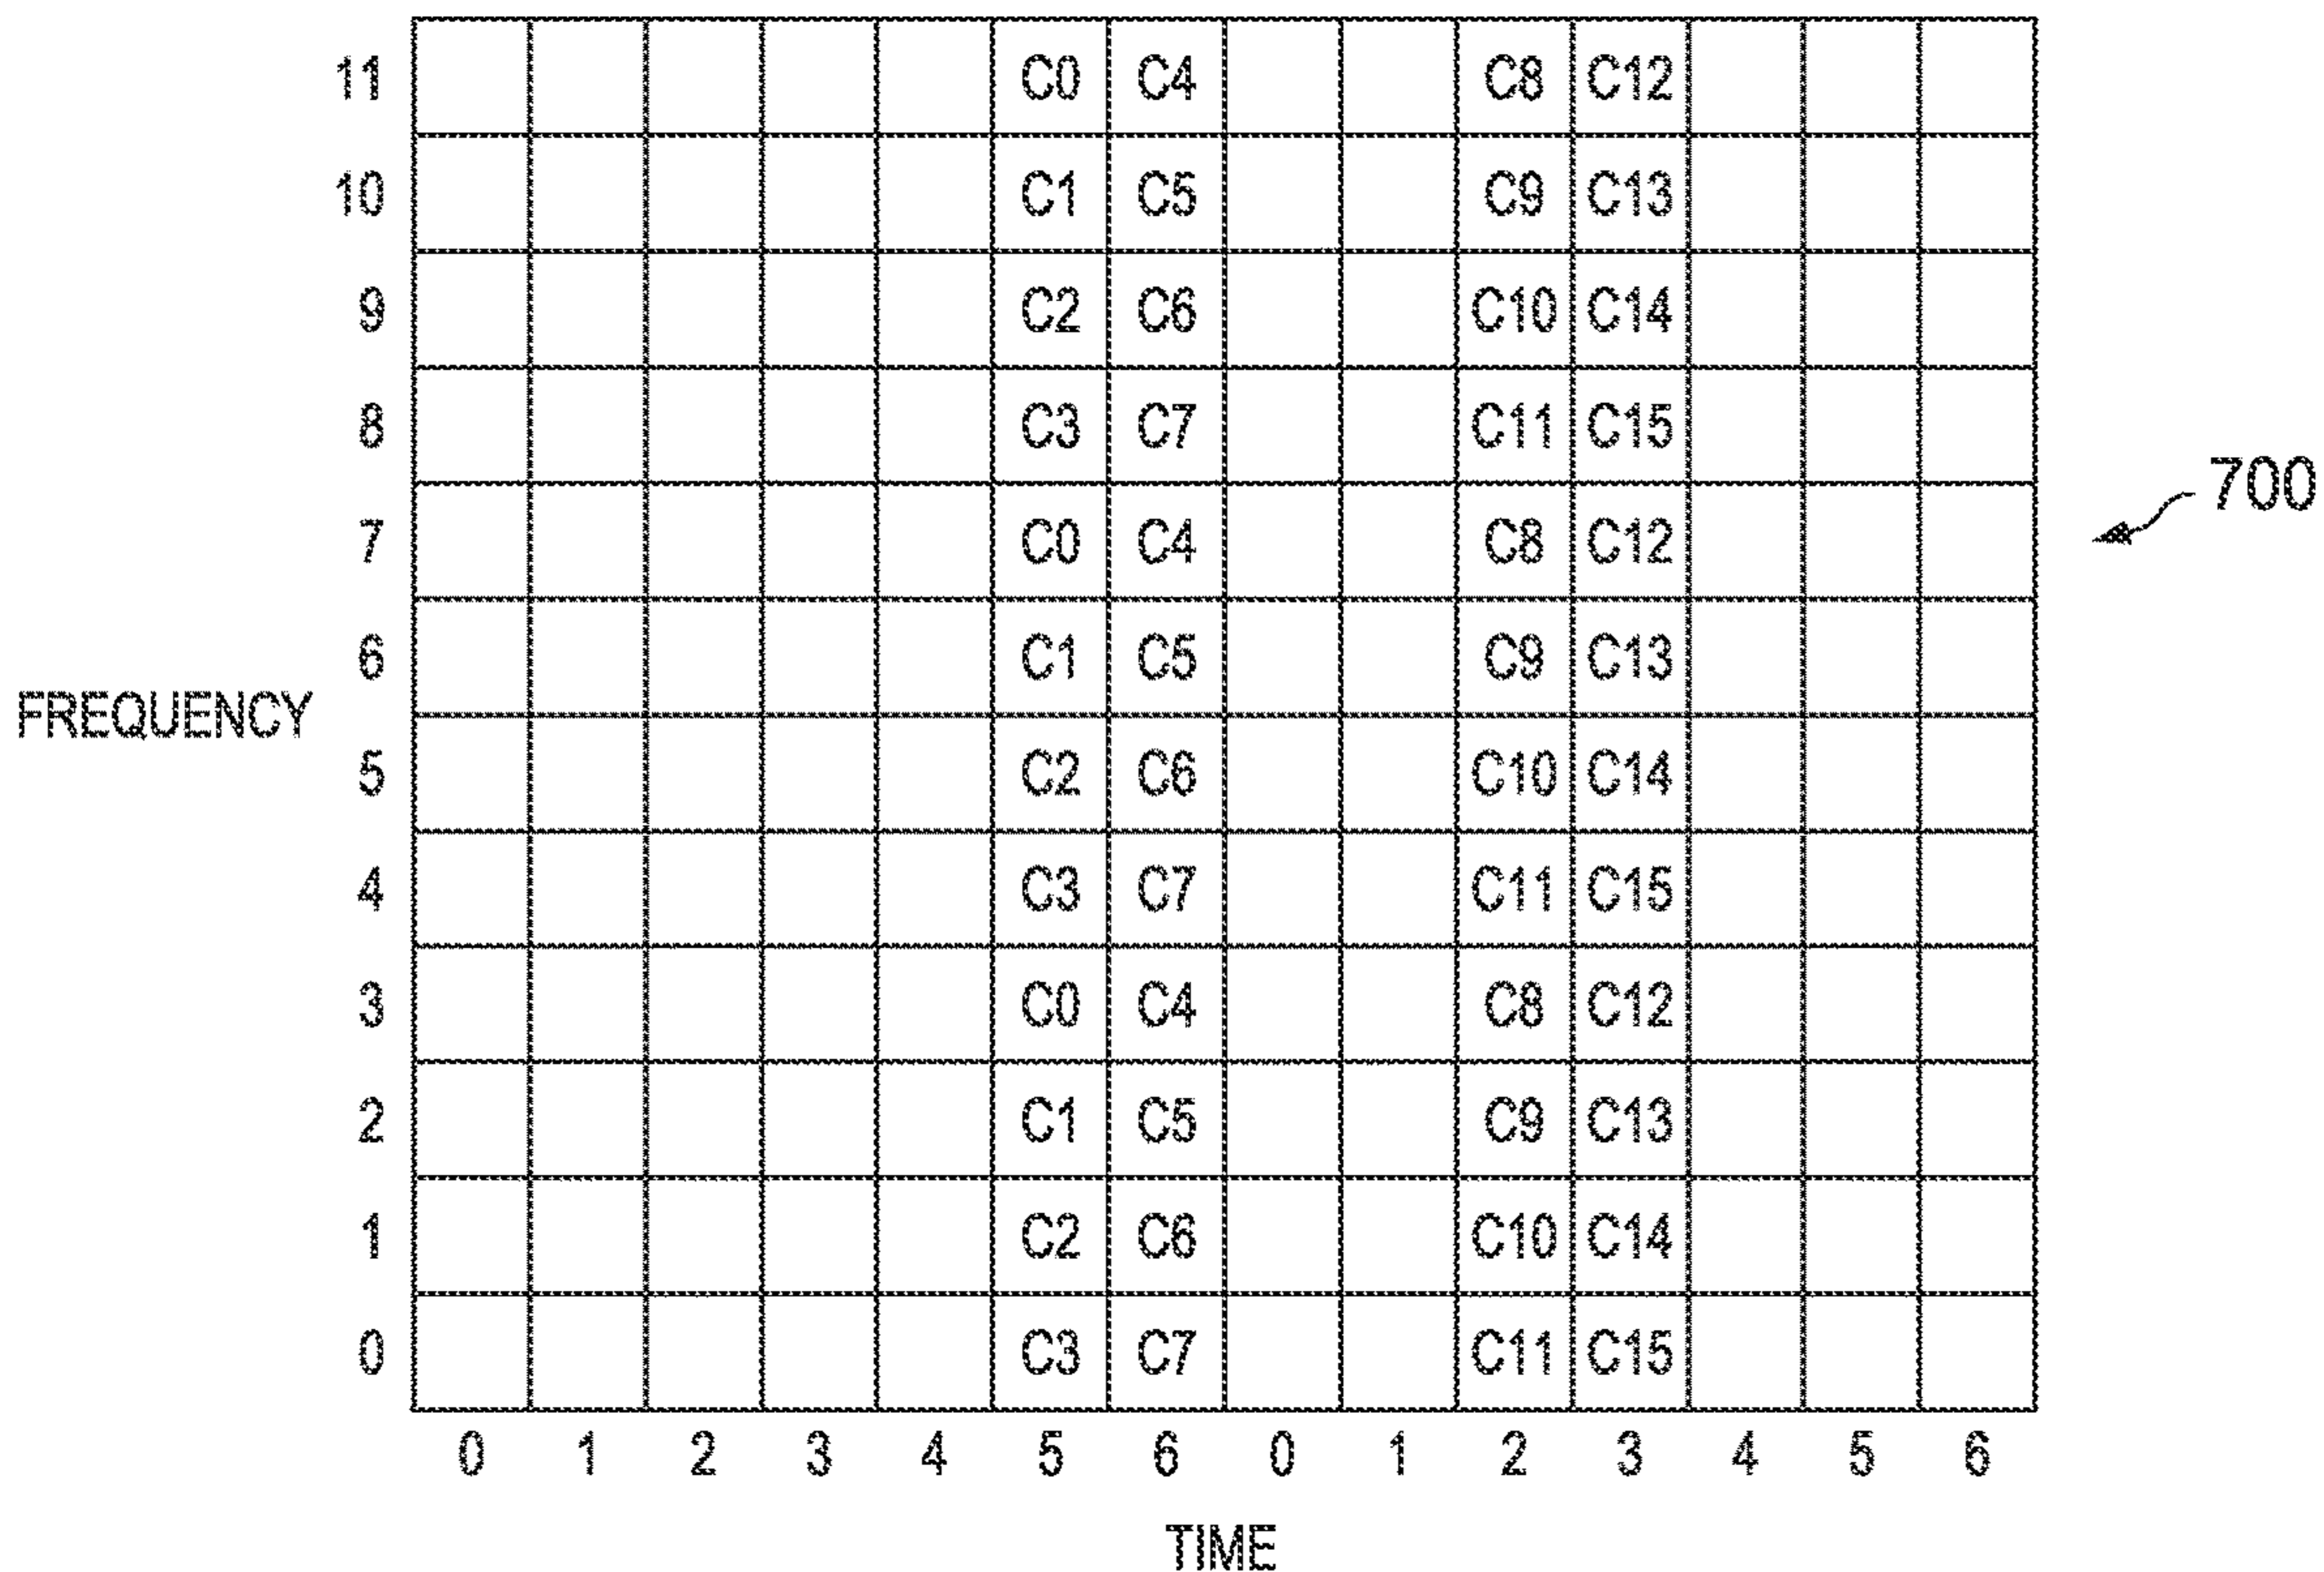 11 C0 C4 C8 C12
10 C1 C5 C9 C13
9 C2 C6 C10 C14
8 C3 C7 C11 C15
700
7 C0 C4 C8 C12
6 C1 C5 C9 C13
FREQUENCY
5 C2 C6 C10 C14
4 C3 C7 C11 C15
3 C0 C4 C8 C12
2 C1 C5 C9 C13
1 C2 C6 C10 C14
0 C3 C7 C11 C15
0 1 2 3 4 5 6 0 1 2 3 4 5 6
TIME